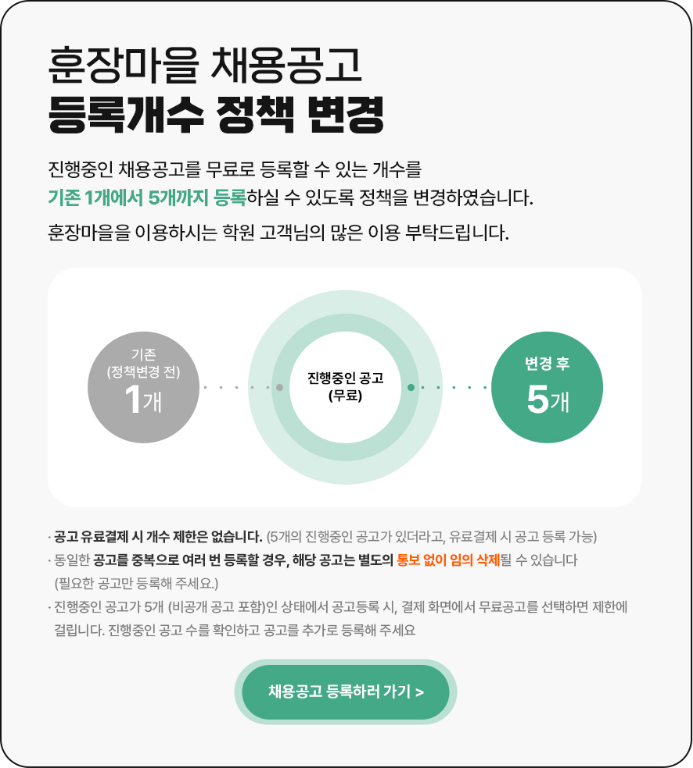 훈장마을 채용공고
등록개수 정책 변경
진행중인 채용공고를 무료로 등록할 수 있는 개수를
기존 1개에서 5개까지 등록하실 수 있도록 정책을 변경하였습니다.
훈장마을을 이용하시는 학원 고객님의 많은 이용 부탁드립니다.
기존
(정책변경 전)
1개
진행중인 공고
(무료)
변경 후
5개
· 공고 유료결제 시 개수 제한은 없습니다. (5개의 진행중인 공고가 있더라고, 유료결제 시 공고 등록 가능)
· 동일한 공고를 중복으로 여러 번 등록할 경우, 해당 공고는 별도의 통보 없이 임의 삭제될 수 있습니다
(필요한 공고만 등록해 주세요.)
· 진행중인 공고가 5개 (비공개 공고 포함)인 상태에서 공고등록 시, 결제 화면에서 무료공고를 선택하면 제한에
걸립니다. 진행중인 공고 수를 확인하고 공고를 추가로 등록해 주세요
채용공고 등록하러 가기 >